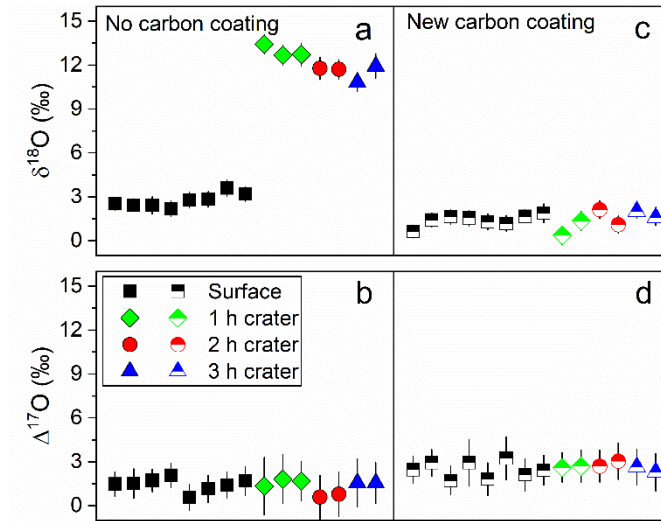 No carbon coating a
New carbon coating c
δ¹⁸O (‰)
15
12
9
6
3
0
b
d
Δ¹⁷O (‰)
15
12
9
6
3
0
Surface
1 h crater
2 h crater
3 h crater